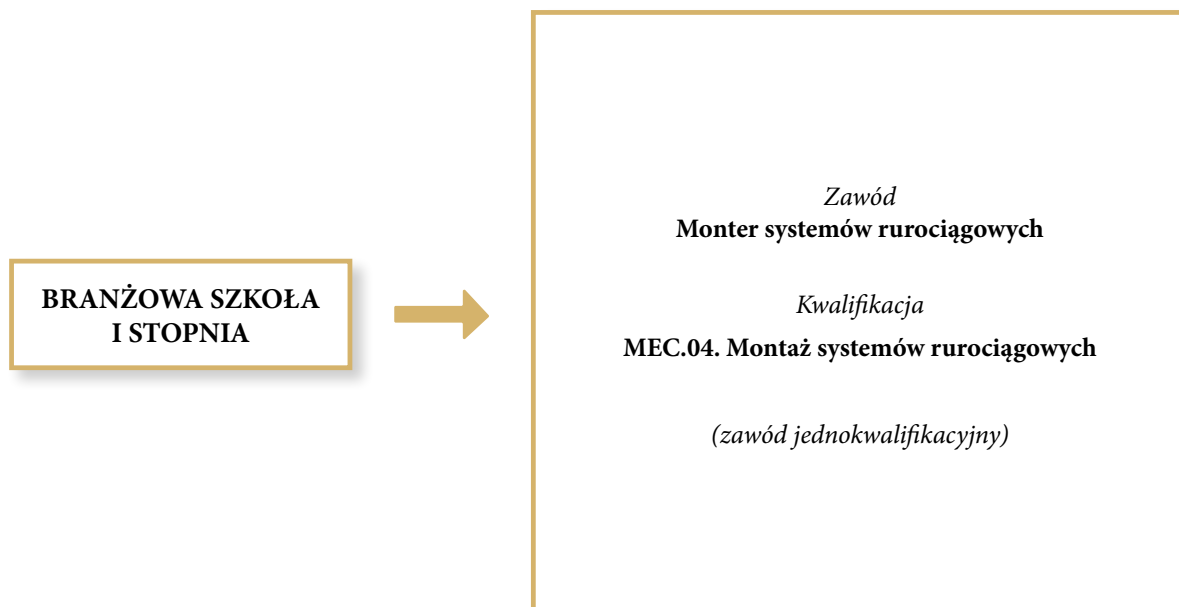 BRANŻOWA SZKOŁA
I STOPNIA
Zawód
Monter systemów rurociągowych
Kwalifikacja
MEC.04. Montaż systemów rurociągowych
(zawód jednokwalifikacyjny)